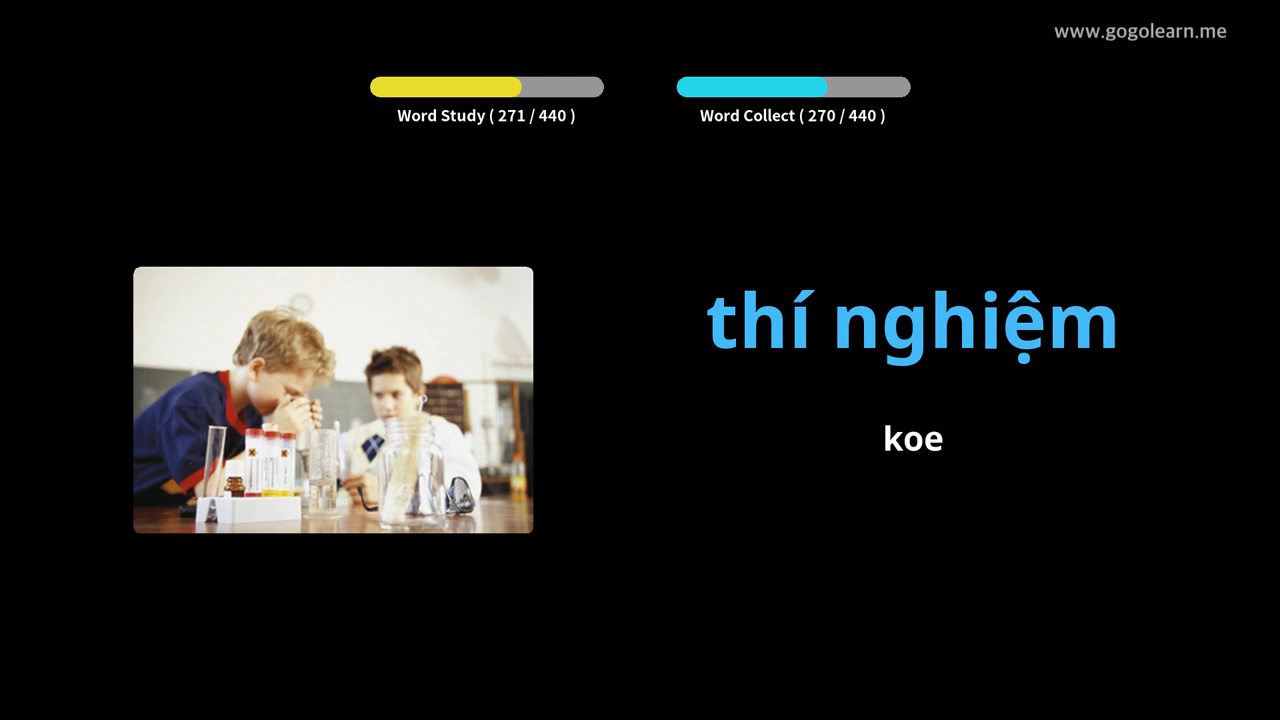 www.gogolearn.me
Word Study ( 271 / 440 )
Word Collect ( 270 / 440 )
thí nghiệm
koe